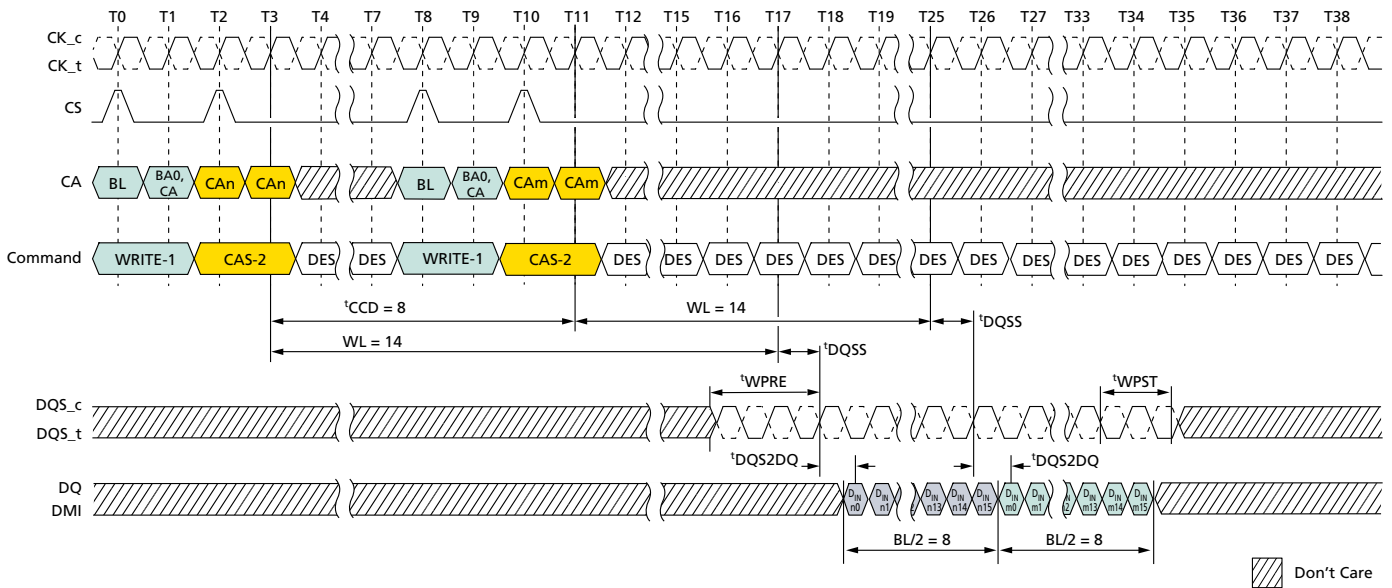 T0 T1 T2 T3 T4 T7 T8 T9 T10 T11 T12 T15 T16 T17 T18 T19 T25 T26 T27 T33 T34 T35 T36 T37 T38
CK_c
CK_t
CS
CA BL BA0, CA CAn CAn BL BA0, CA CAm CAm
Command WRITE-1 CAS-2 DES DES WRITE-1 CAS-2 DES DES DES DES DES DES DES DES DES DES DES DES DES DES DES
tCCD = 8 WL = 14 tDQSS
WL = 14 tDQSS
tWPRE tWPST
DQS_c
DQS_t
tDQS2DQ tDQS2DQ
DQ
DMI
DIN n0 DIN n1 DIN n13 DIN n14 DIN n15 DIN m0 DIN m1 DIN m13 DIN m14 DIN m15
BL/2 = 8 BL/2 = 8
Don't Care